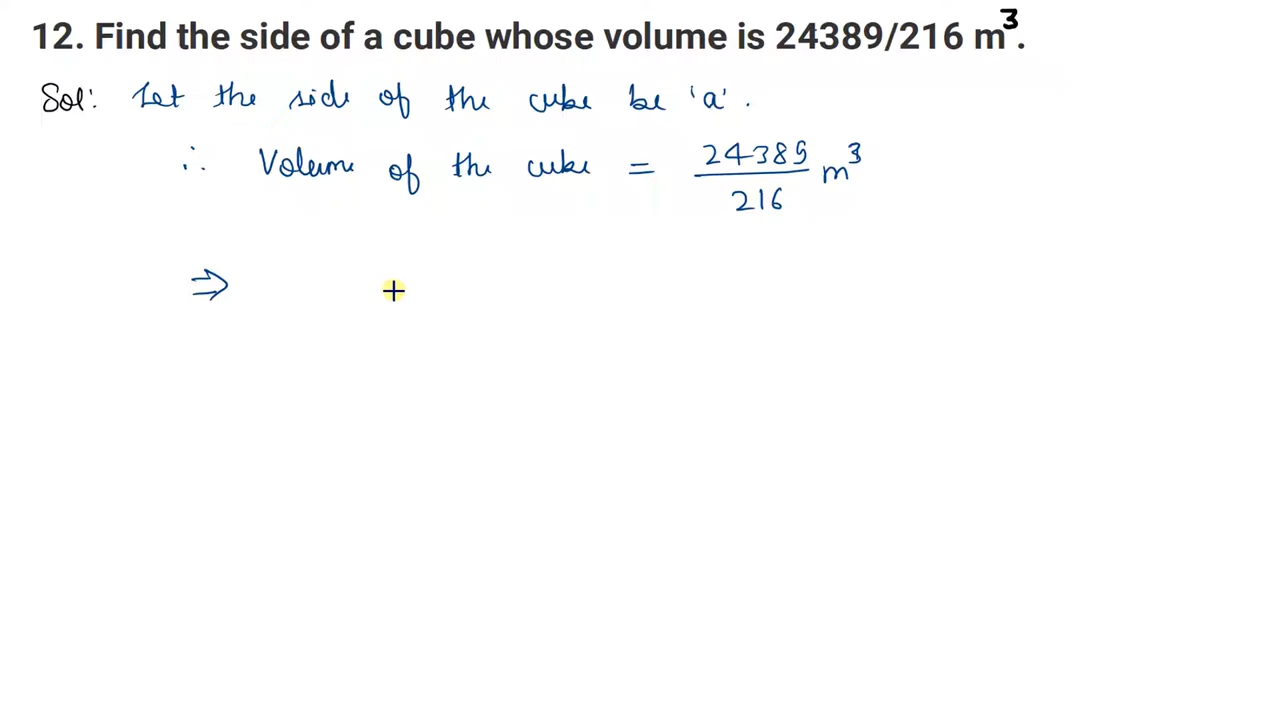 12. Find the side of a cube whose volume is 24389/216 m³.
Sol: Let the side of the cube be 'a'.
∴ Volume of the cube = 24389/216 m³
⇒